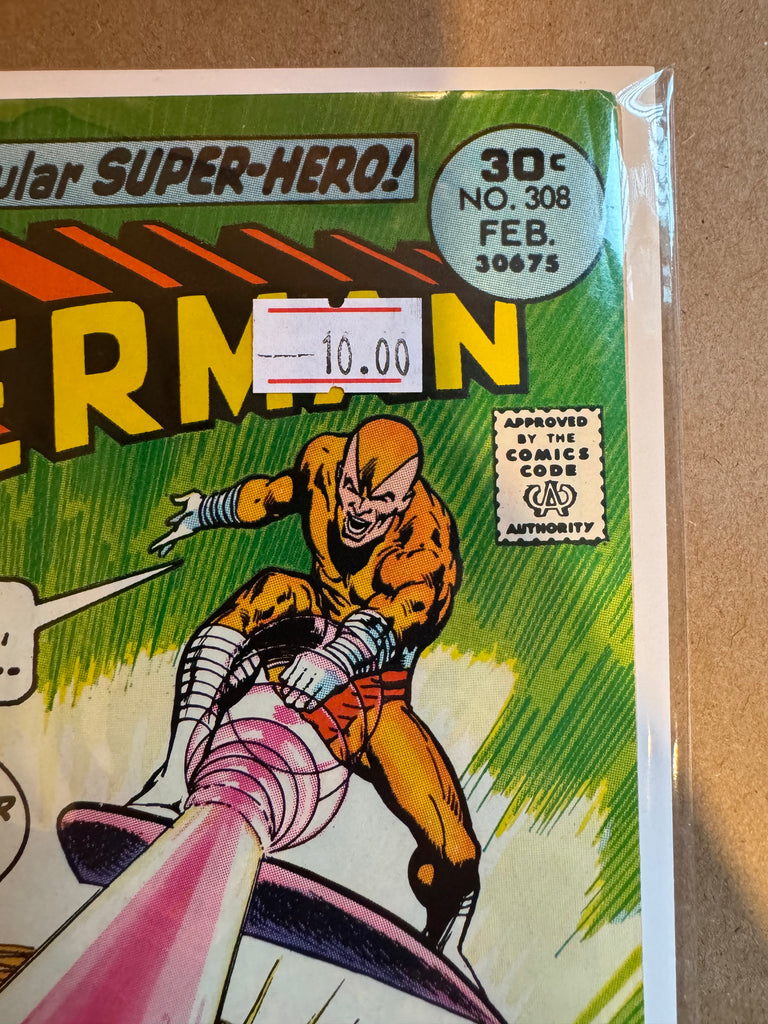 ular SUPER-HERO!
30¢
NO. 308
FEB.
30675
ERMAN
10.00
APPROVED
BY THE
COMICS
CODE
CA
AUTHORITY
R